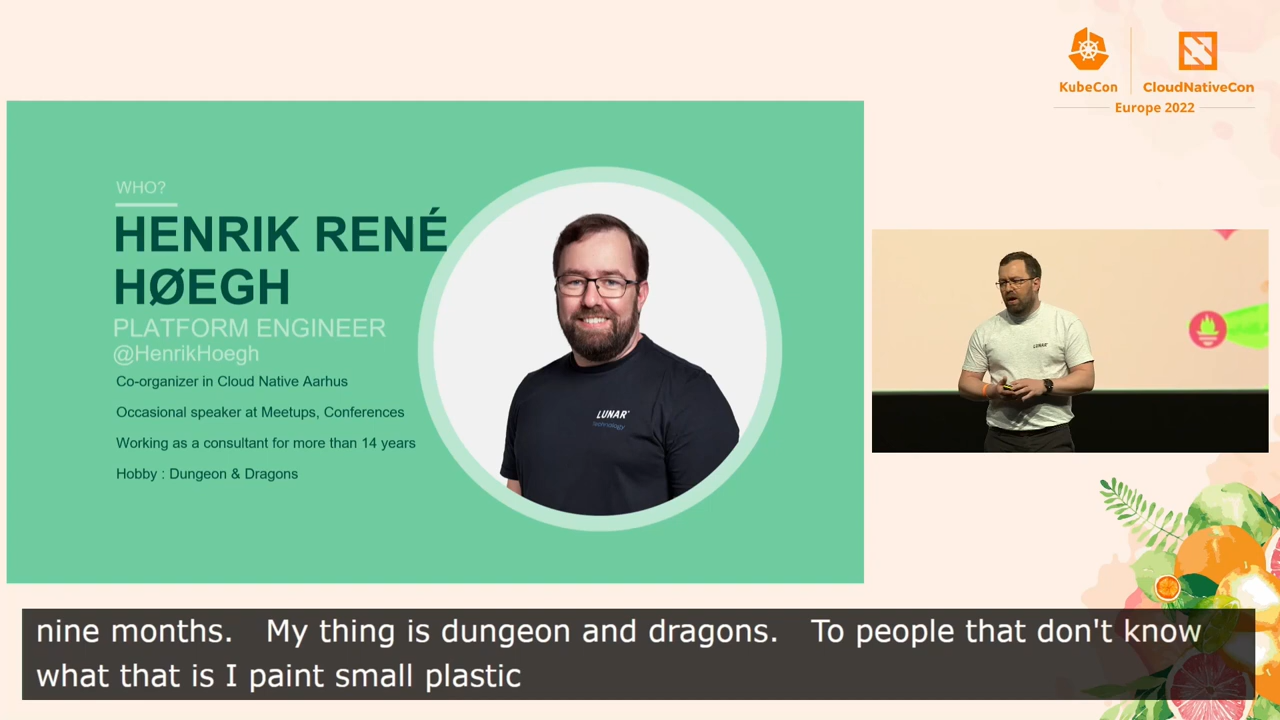 KubeCon
CloudNativeCon
Europe 2022
WHO?
HENRIK RENÉ
HØEGH
PLATFORM ENGINEER
@HenrikHoegh
Co-organizer in Cloud Native Aarhus
Occasional speaker at Meetups, Conferences
Working as a consultant for more than 14 years
Hobby : Dungeon & Dragons
LUNAR
technology
LUNAR
nine months. My thing is dungeon and dragons. To people that don't know
what that is I paint small plastic